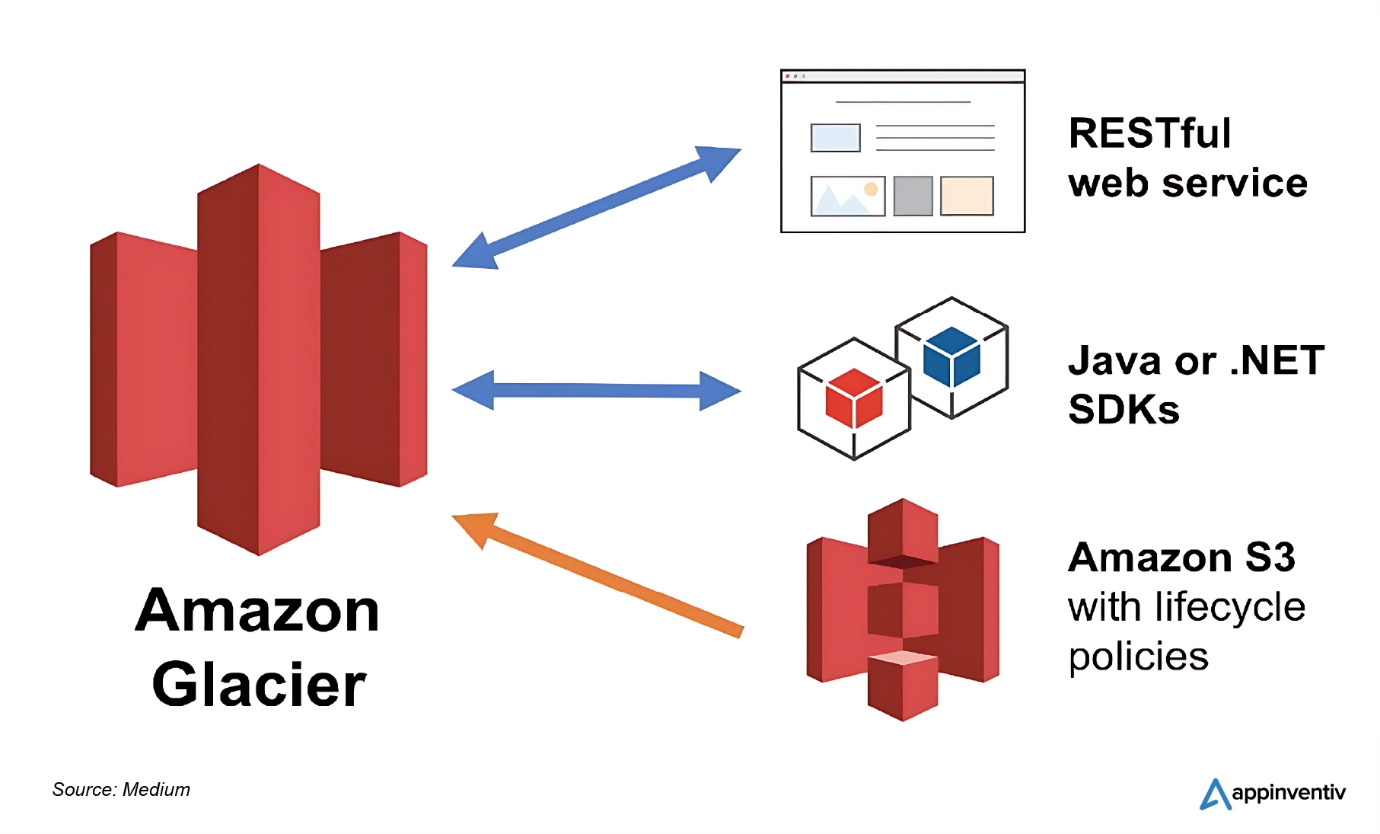 RESTful
web service
Java or .NET
SDKs
Amazon S3
with lifecycle
policies
Amazon
Glacier
Source: Medium
appinventiv